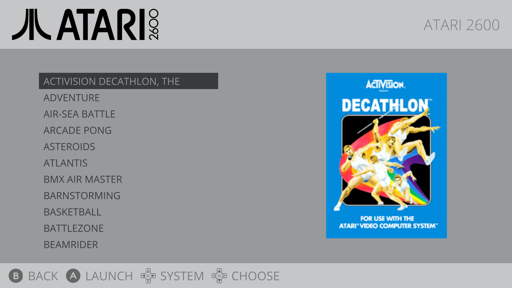 ATARI 2600
ATARI 2600
ACTIVISION DECATHLON, THE
ADVENTURE
AIR-SEA BATTLE
ARCADE PONG
ASTEROIDS
ATLANTIS
BMX AIR MASTER
BARNSTORMING
BASKETBALL
BATTLEZONE
BEAMRIDER
ACTIVISION
DECATHLON
FOR USE WITH THE
ATARI VIDEO COMPUTER SYSTEM
B BACK A LAUNCH SYSTEM CHOOSE